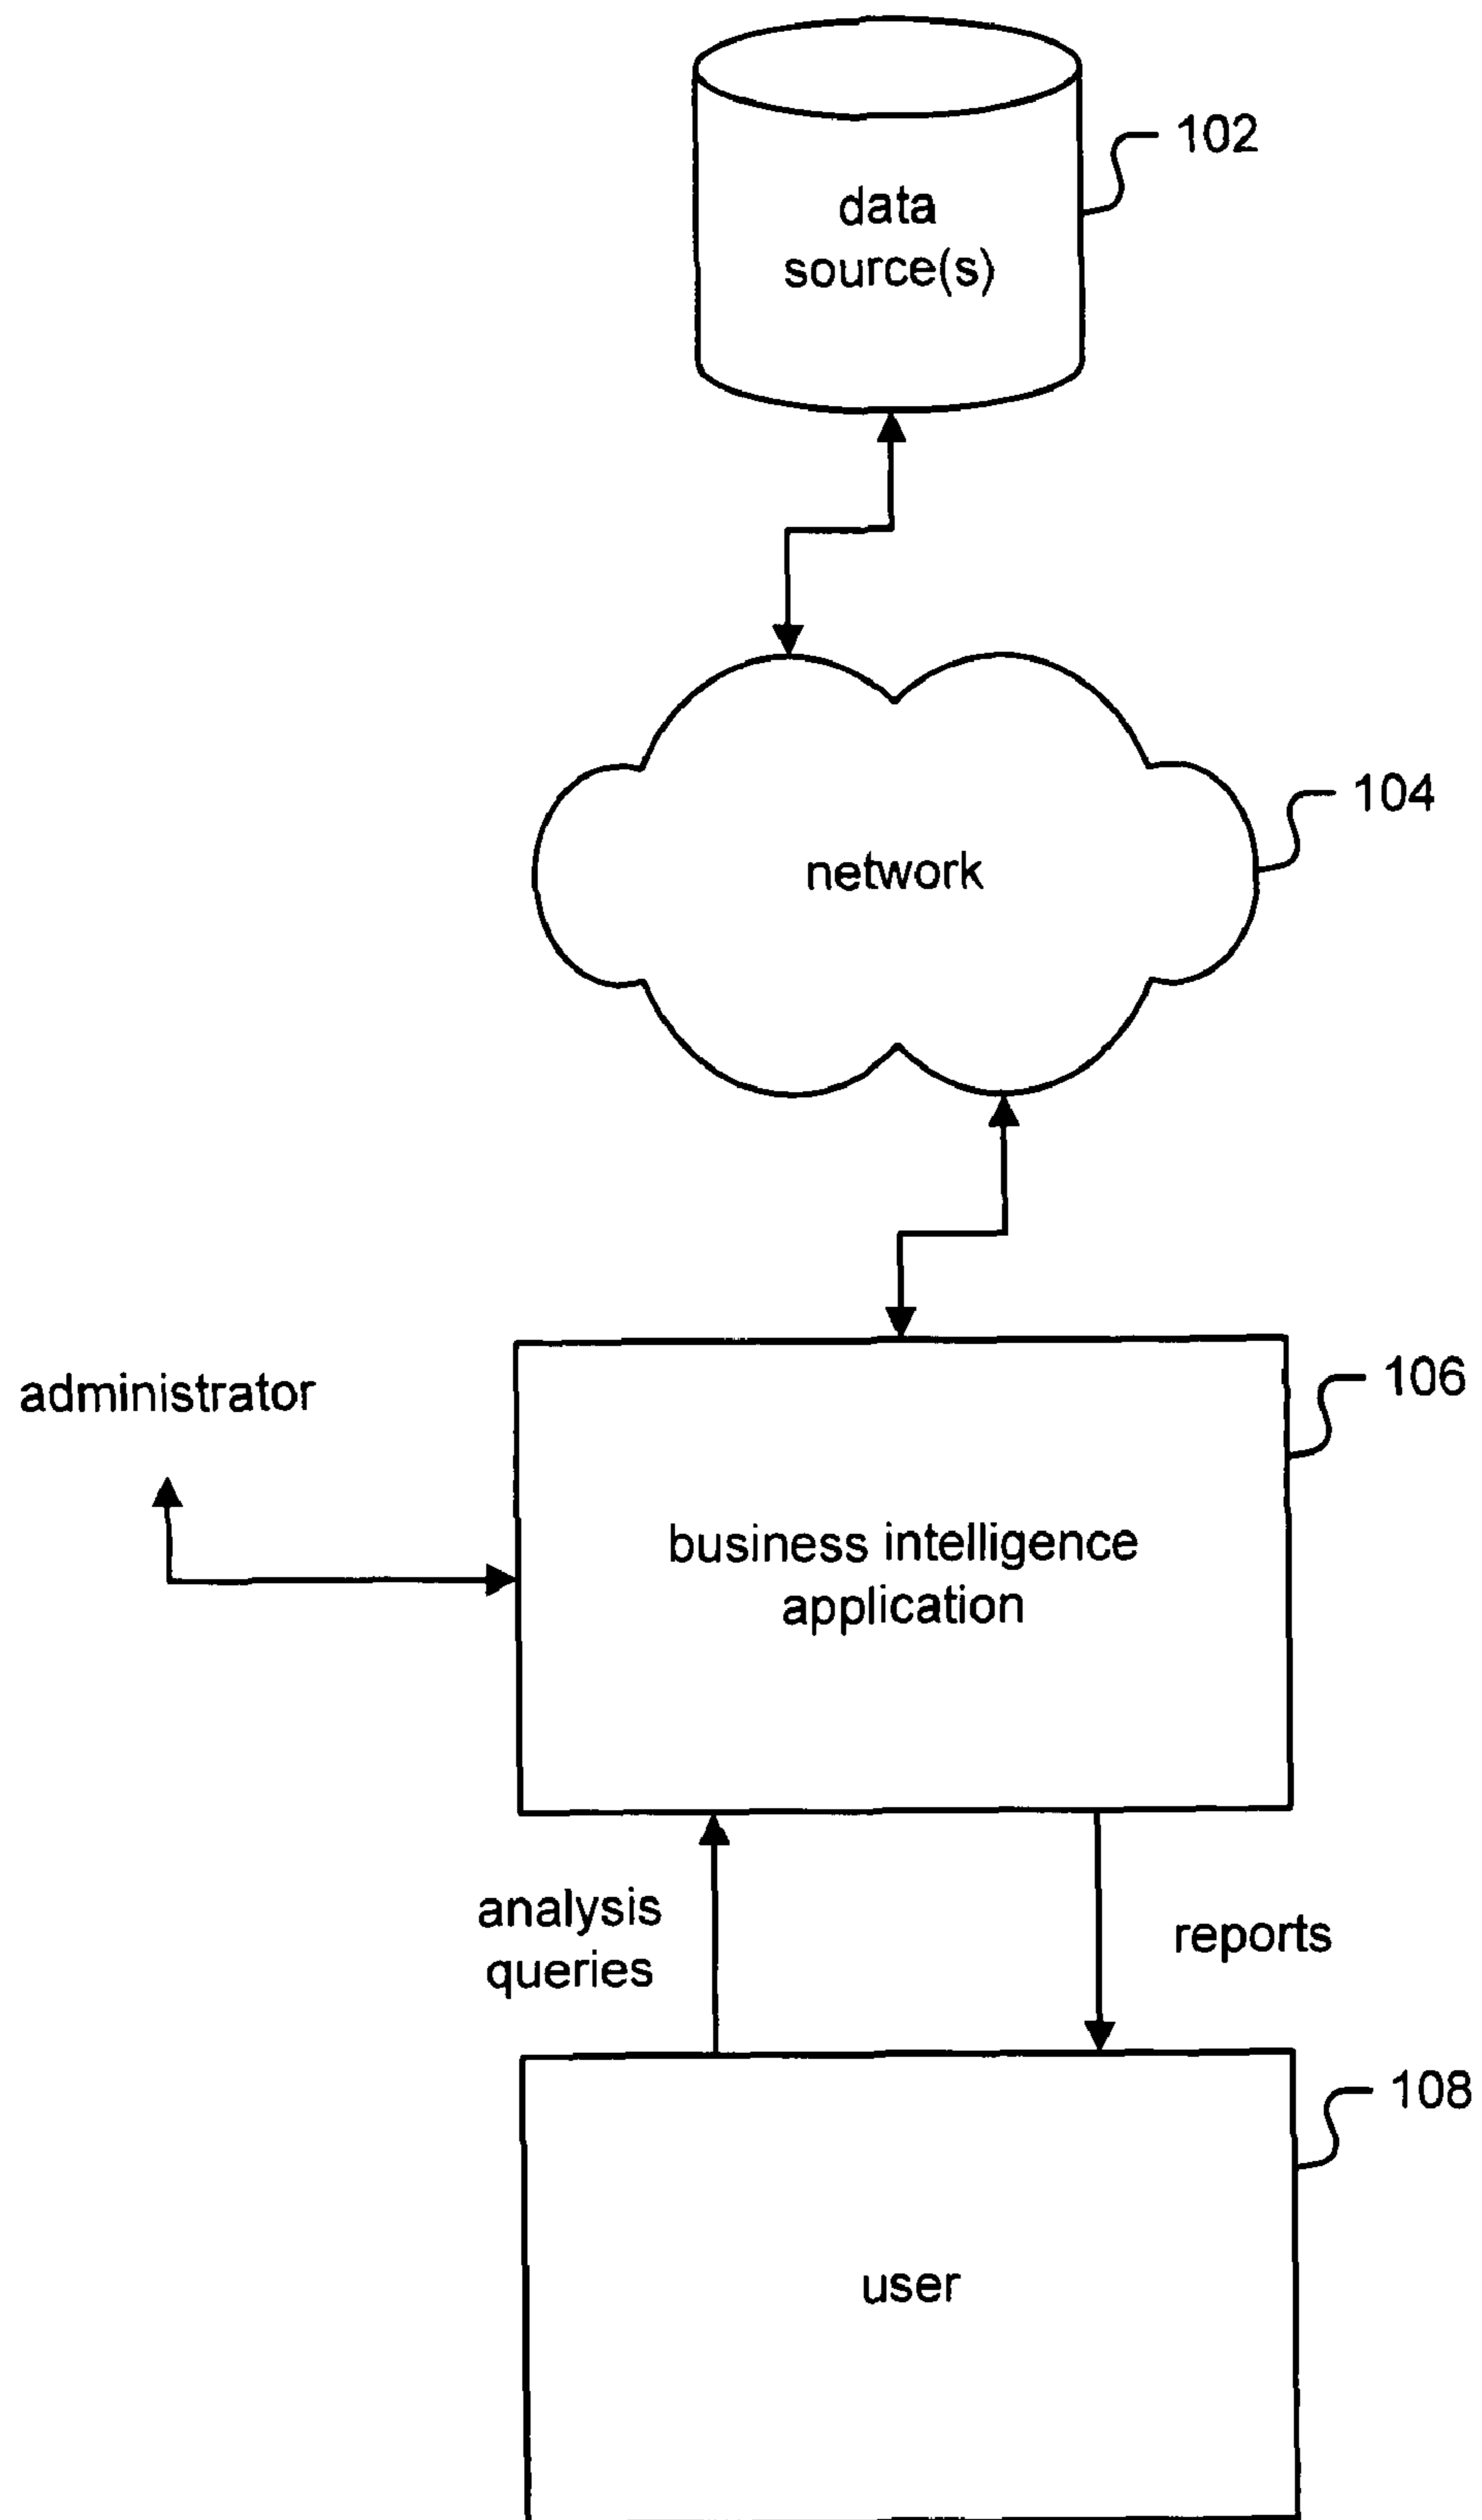 102
data
source(s)
104
network
administrator
106
business intelligence
application
analysis
queries
reports
108
user